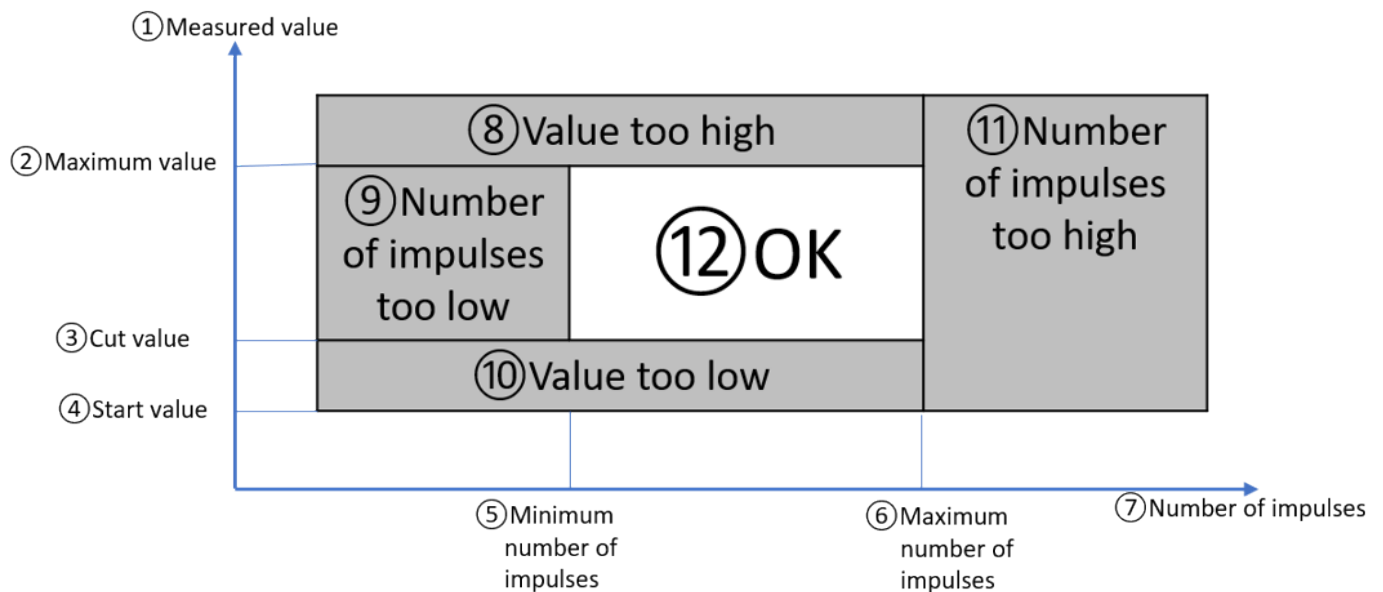 ①Measured value
⑧Value too high
⑪Number
of impulses
too high
②Maximum value
⑨Number
of impulses
too low
⑫OK
③Cut value
⑩Value too low
④Start value
⑤Minimum
number of
impulses
⑥Maximum
number of
impulses
⑦Number of impulses